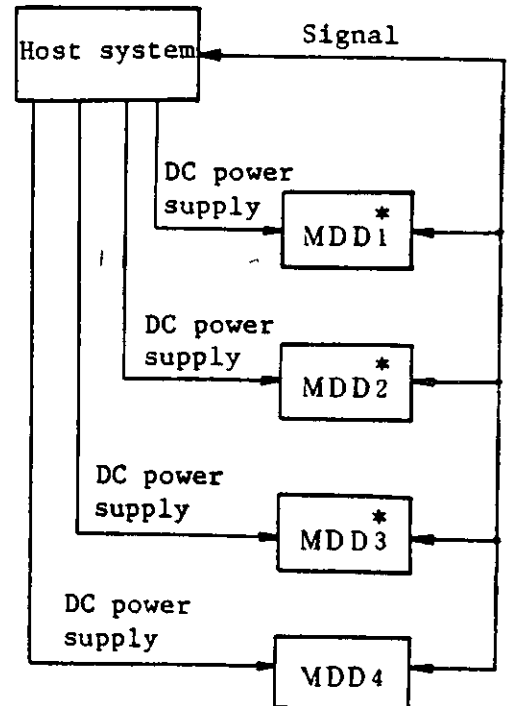 Signal
Host system
DC power
supply
MDD1*
DC power
supply
MDD2*
DC power
supply
MDD3*
DC power
supply
MDD4